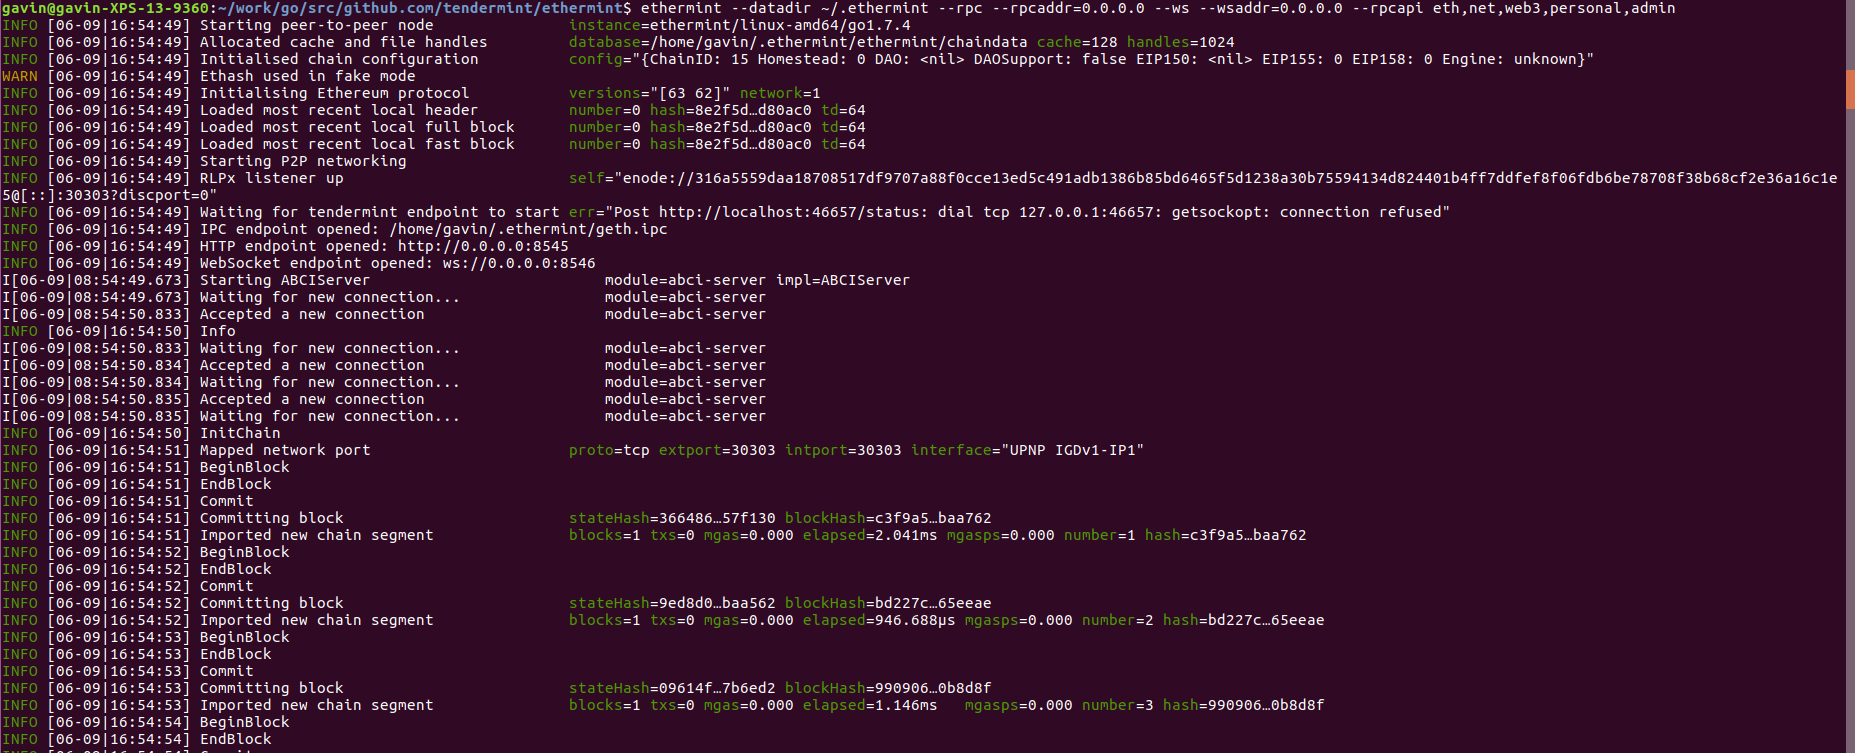 gavin@gavin-XPS-13-9360:~/work/go/src/github.com/tendermint/ethermint$ ethermint --datadir ~/.ethermint --rpc --rpcaddr=0.0.0.0 --ws --wsaddr=0.0.0.0 --rpcapi eth,net,web3,personal,admin
INFO [06-09|16:54:49] Starting peer-to-peer node instance=ethermint/linux-amd64/go1.7.4
INFO [06-09|16:54:49] Allocated cache and file handles database=/home/gavin/.ethermint/ethermint/chaindata cache=128 handles=1024
INFO [06-09|16:54:49] Initialised chain configuration config="{ChainID: 15 Homestead: 0 DAO: <nil> DAOSupport: false EIP150: <nil> EIP155: 0 EIP158: 0 Engine: unknown}"
WARN [06-09|16:54:49] Ethash used in fake mode
INFO [06-09|16:54:49] Initialising Ethereum protocol versions="[63 62]" network=1
INFO [06-09|16:54:49] Loaded most recent local header number=0 hash=8e2f5d…d80ac0 td=64
INFO [06-09|16:54:49] Loaded most recent local full block number=0 hash=8e2f5d…d80ac0 td=64
INFO [06-09|16:54:49] Loaded most recent local fast block number=0 hash=8e2f5d…d80ac0 td=64
INFO [06-09|16:54:49] Starting P2P networking
INFO [06-09|16:54:49] RLPx listener up self="enode://316a5559daa18708517df9707a88f0cce13ed5c491adb1386b85bd6465f5d1238a30b75594134d824401b4ff7ddfef8f06fdb6be78708f38b68cf2e36a16c1e
5@[::]:30303?discport=0"
INFO [06-09|16:54:49] Waiting for tendermint endpoint to start err="Post http://localhost:46657/status: dial tcp 127.0.0.1:46657: getsockopt: connection refused"
INFO [06-09|16:54:49] IPC endpoint opened: /home/gavin/.ethermint/geth.ipc
INFO [06-09|16:54:49] HTTP endpoint opened: http://0.0.0.0:8545
INFO [06-09|16:54:49] WebSocket endpoint opened: ws://0.0.0.0:8546
I[06-09|08:54:49.673] Starting ABCIServer module=abci-server impl=ABCIServer
I[06-09|08:54:49.673] Waiting for new connection... module=abci-server
I[06-09|08:54:50.833] Accepted a new connection module=abci-server
INFO [06-09|16:54:50] Info
I[06-09|08:54:50.833] Waiting for new connection... module=abci-server
I[06-09|08:54:50.834] Accepted a new connection module=abci-server
I[06-09|08:54:50.834] Waiting for new connection... module=abci-server
I[06-09|08:54:50.835] Accepted a new connection module=abci-server
I[06-09|08:54:50.835] Waiting for new connection... module=abci-server
INFO [06-09|16:54:50] InitChain
INFO [06-09|16:54:51] Mapped network port proto=tcp extport=30303 intport=30303 interface="UPNP IGDv1-IP1"
INFO [06-09|16:54:51] BeginBlock
INFO [06-09|16:54:51] EndBlock
INFO [06-09|16:54:51] Commit
INFO [06-09|16:54:51] Committing block stateHash=366486…57f130 blockHash=c3f9a5…baa762
INFO [06-09|16:54:51] Imported new chain segment blocks=1 txs=0 mgas=0.000 elapsed=2.041ms mgasps=0.000 number=1 hash=c3f9a5…baa762
INFO [06-09|16:54:52] BeginBlock
INFO [06-09|16:54:52] EndBlock
INFO [06-09|16:54:52] Commit
INFO [06-09|16:54:52] Committing block stateHash=9ed8d0…baa562 blockHash=bd227c…65eeae
INFO [06-09|16:54:52] Imported new chain segment blocks=1 txs=0 mgas=0.000 elapsed=946.688µs mgasps=0.000 number=2 hash=bd227c…65eeae
INFO [06-09|16:54:53] BeginBlock
INFO [06-09|16:54:53] EndBlock
INFO [06-09|16:54:53] Commit
INFO [06-09|16:54:53] Committing block stateHash=09614f…7b6ed2 blockHash=990906…0b8d8f
INFO [06-09|16:54:53] Imported new chain segment blocks=1 txs=0 mgas=0.000 elapsed=1.146ms mgasps=0.000 number=3 hash=990906…0b8d8f
INFO [06-09|16:54:54] BeginBlock
INFO [06-09|16:54:54] EndBlock